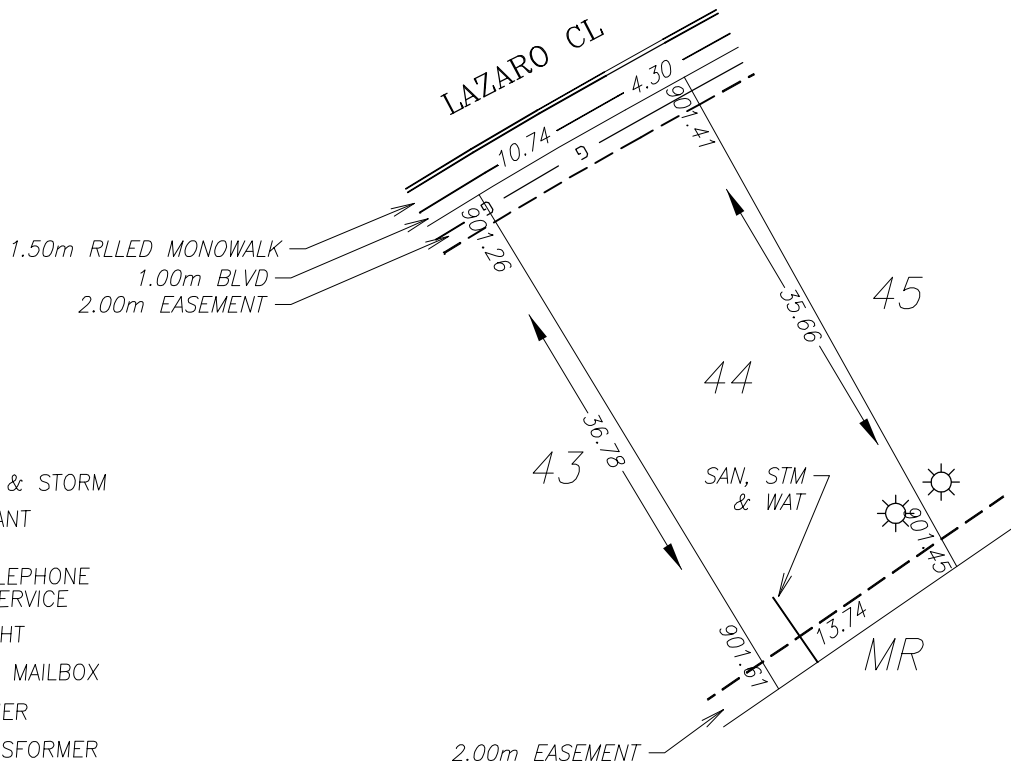 LAZARO CL
4.30
10.74
901.41
G
G
901.26
1.50m RLLED MONOWALK
1.00m BLVD
2.00m EASEMENT
35.66
45
44
36.78
43
SAN, STM
& WAT
& STORM
ANT
LEPHONE
ERVICE
HT
MAILBOX
ER
SFORMER
901.45
13.74
901.61
MR
2.00m EASEMENT